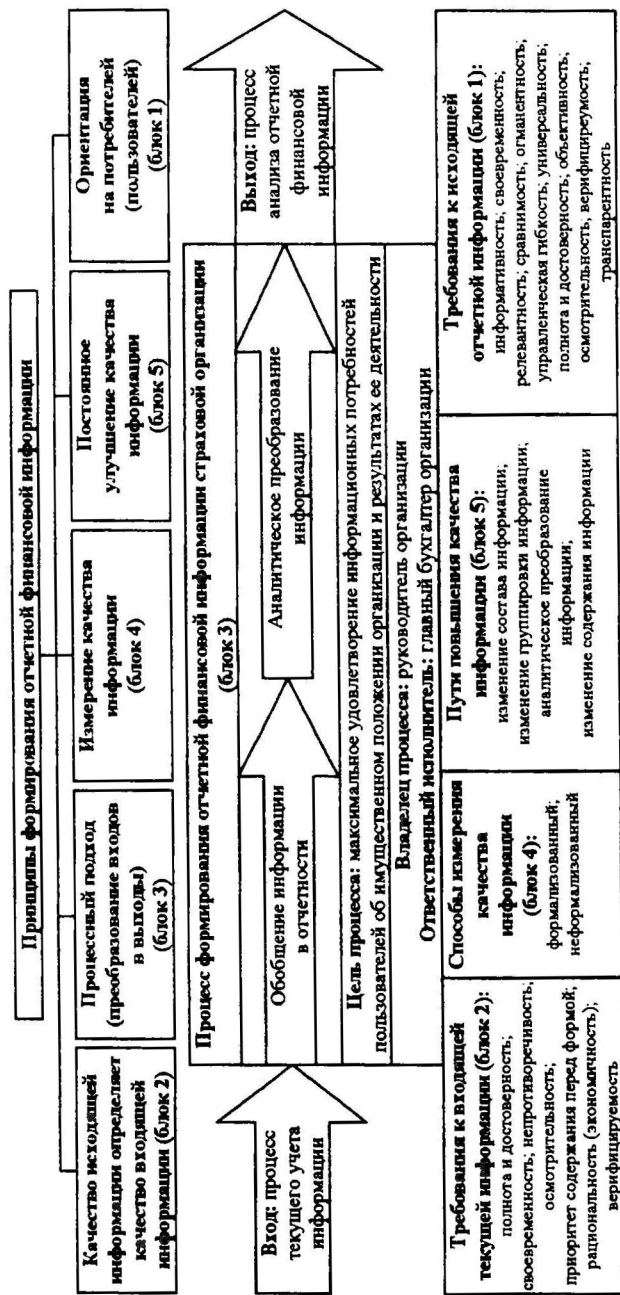 Принципы формирования отчетной финансовой информации
Качество исходящей
информации определяет
качество входящей
информации (блок 2)
Процессный подход
(преобразование входов
в выходы)
(блок 3)
Измерение качества
информации
(блок 4)
Постоянное
улучшение качества
информации
(блок 5)
Ориентация
на потребителей
(пользователей)
(блок 1)
Процесс формирования отчетной финансовой информации страховой организации
(блок 3)
Вход: процесс
текущего учета
информации
Обобщение информации
в отчетности
Аналитическое преобразование
информации
Выход: процесс
анализа отчетной
финансовой
информации
Цель процесса: максимальное удовлетворение информационных потребностей
пользователей об имущественном положении организации и результатах ее деятельности
Владелец процесса: руководитель организации
Ответственный исполнитель: главный бухгалтер организации
Требования к входящей
текущей информации (блок 2):
полнота и достоверность;
своевременность; непротиворечивость;
осмотрительность;
приоритет содержания перед формой;
рациональность (экономичность);
верифицируемость
Способы измерения
качества
информации
(блок 4):
формализованный;
неформализованный
Пути повышения качества
информации (блок 5):
изменение состава информации;
изменение группировки информации;
аналитическое преобразование
информации;
изменение содержания информации
Требования к исходящей
отчетной информации (блок 1):
информативность; своевременность;
релевантность; сравнимость; огманентность;
управленческая гибкость; универсальность;
полнота и достоверность; объективность;
осмотрительность; верифициреумость;
транспарентность